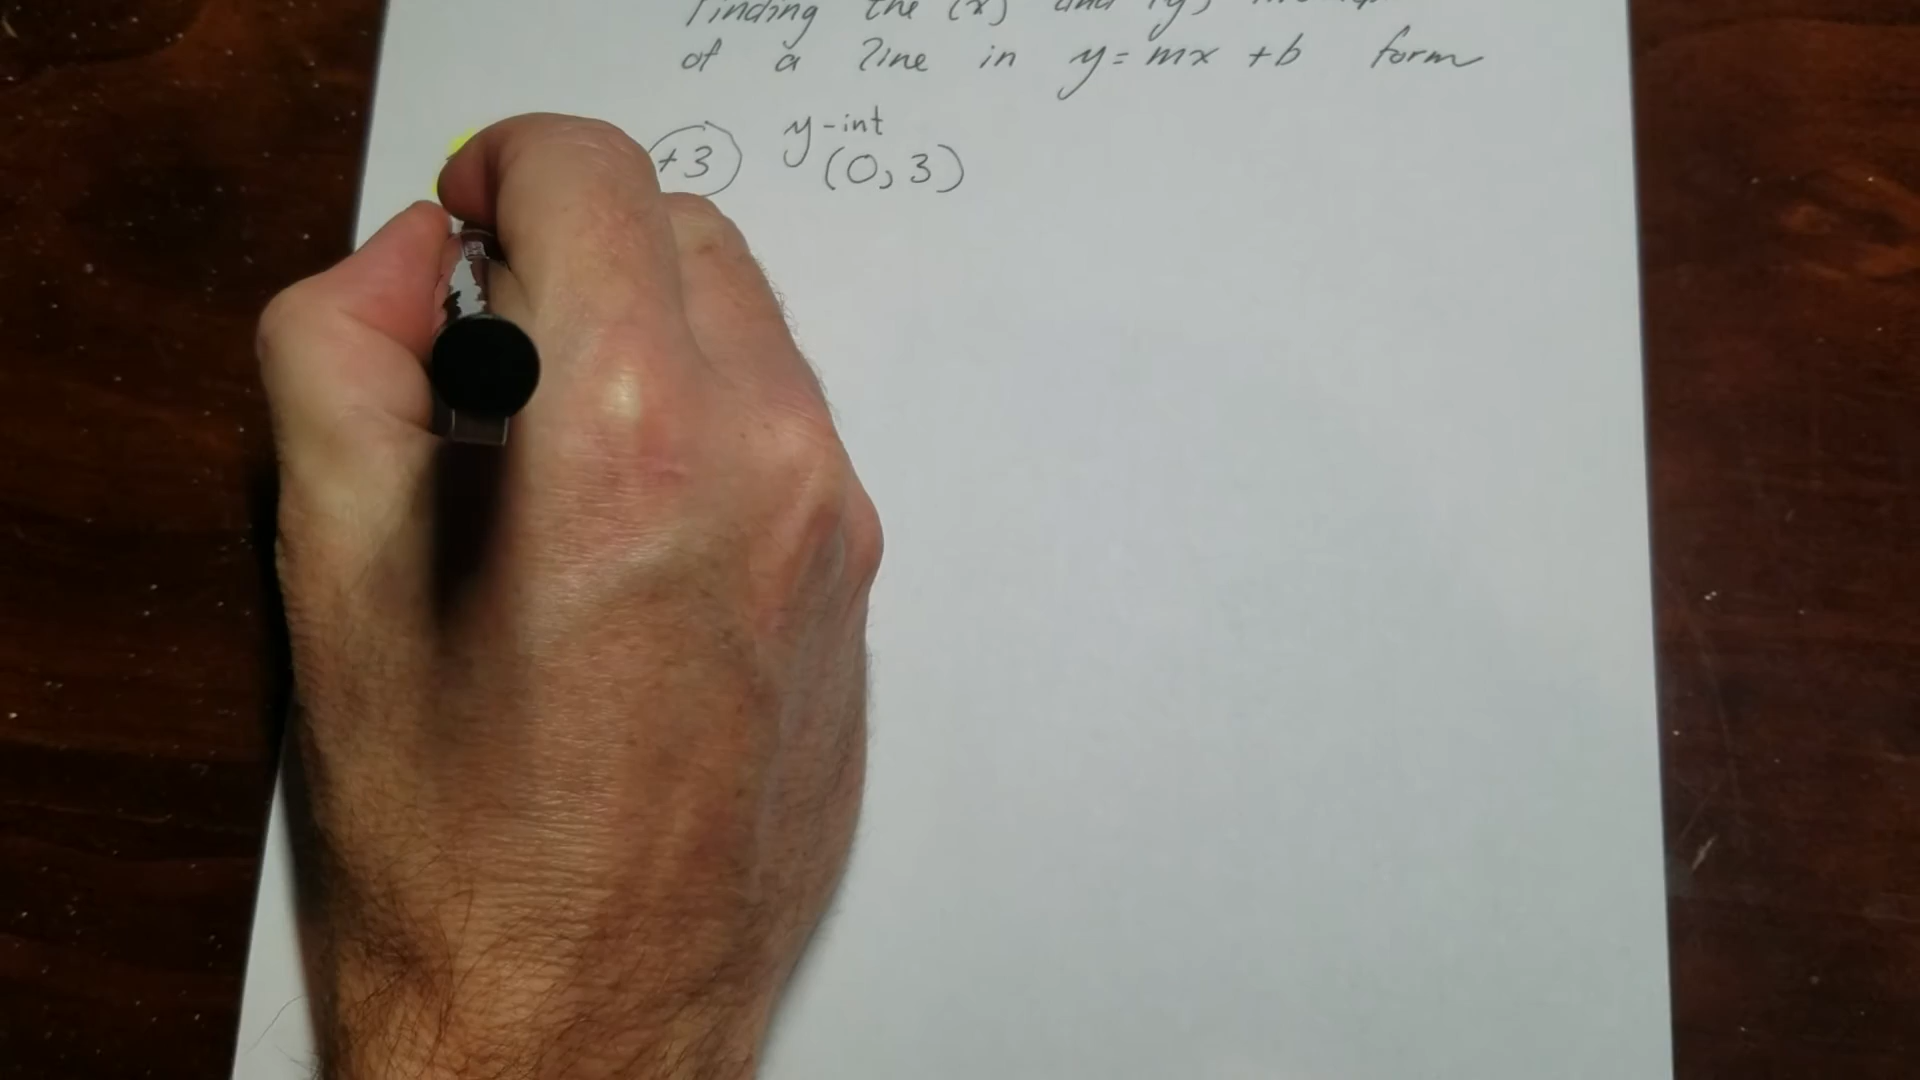 finding the (x) and (y)
of a line in y = mx + b form
+3 y-int
(0, 3)